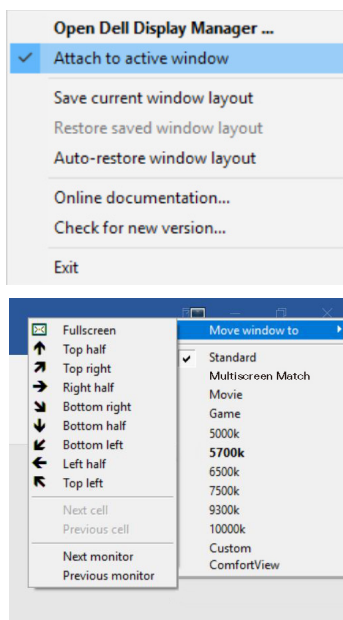 Open Dell Display Manager ...
Attach to active window
Save current window layout
Restore saved window layout
Auto-restore window layout
Online documentation...
Check for new version...
Exit
Fullscreen
Top half
Top right
Right half
Bottom right
Bottom half
Bottom left
Left half
Top left
Next cell
Previous cell
Next monitor
Previous monitor
Move window to
Standard
Multiscreen Match
Movie
Game
5000k
5700k
6500k
7500k
9300k
10000k
Custom
ComfortView